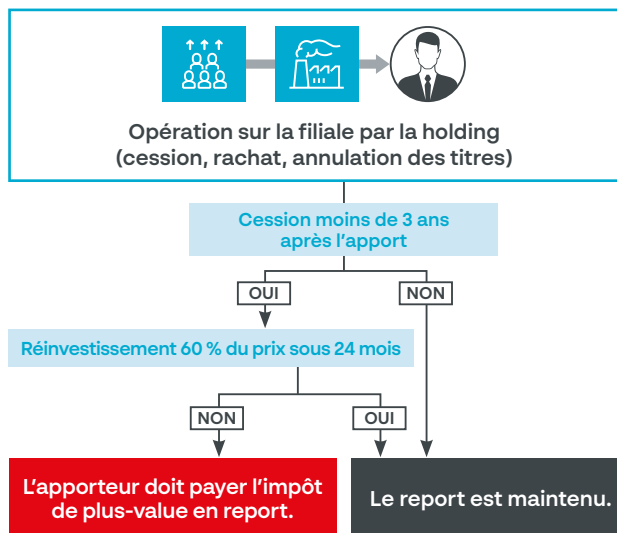 Opération sur la filiale par la holding
(cession, rachat, annulation des titres)
Cession moins de 3 ans
après l’apport
OUI
NON
Réinvestissement 60 % du prix sous 24 mois
NON
OUI
L’apporteur doit payer l’impôt
de plus-value en report.
Le report est maintenu.